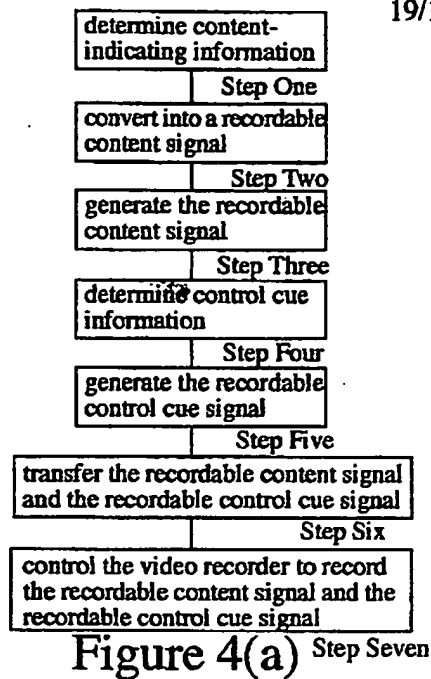 19/
determine content-
indicating information
Step One
convert into a recordable
content signal
Step Two
generate the recordable
content signal
Step Three
determine control cue
information
Step Four
generate the recordable
control cue signal
Step Five
transfer the recordable content signal
and the recordable control cue signal
Step Six
control the video recorder to record
the recordable content signal and the
recordable control cue signal
Figure 4(a) Step Seven